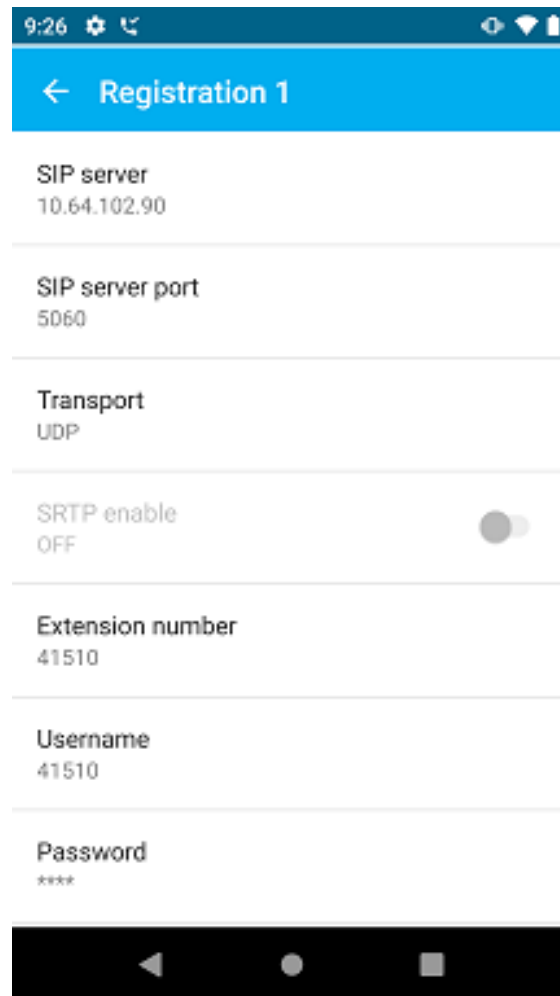 9:26
Registration 1
SIP server
10.64.102.90
SIP server port
5060
Transport
UDP
SRTP enable
OFF
Extension number
41510
Username
41510
Password
****